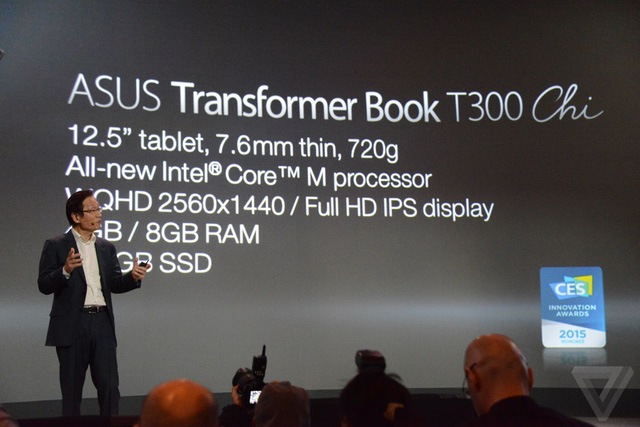 ASUS Transformer Book T300 Chi
12.5" tablet, 7.6mm thin, 720g
All-new Intel® Core™ M processor
2560x1440 / Full HD IPS display
/ 8GB RAM
SSD
CES
INNOVATION
AWARDS
2015
HONOREE